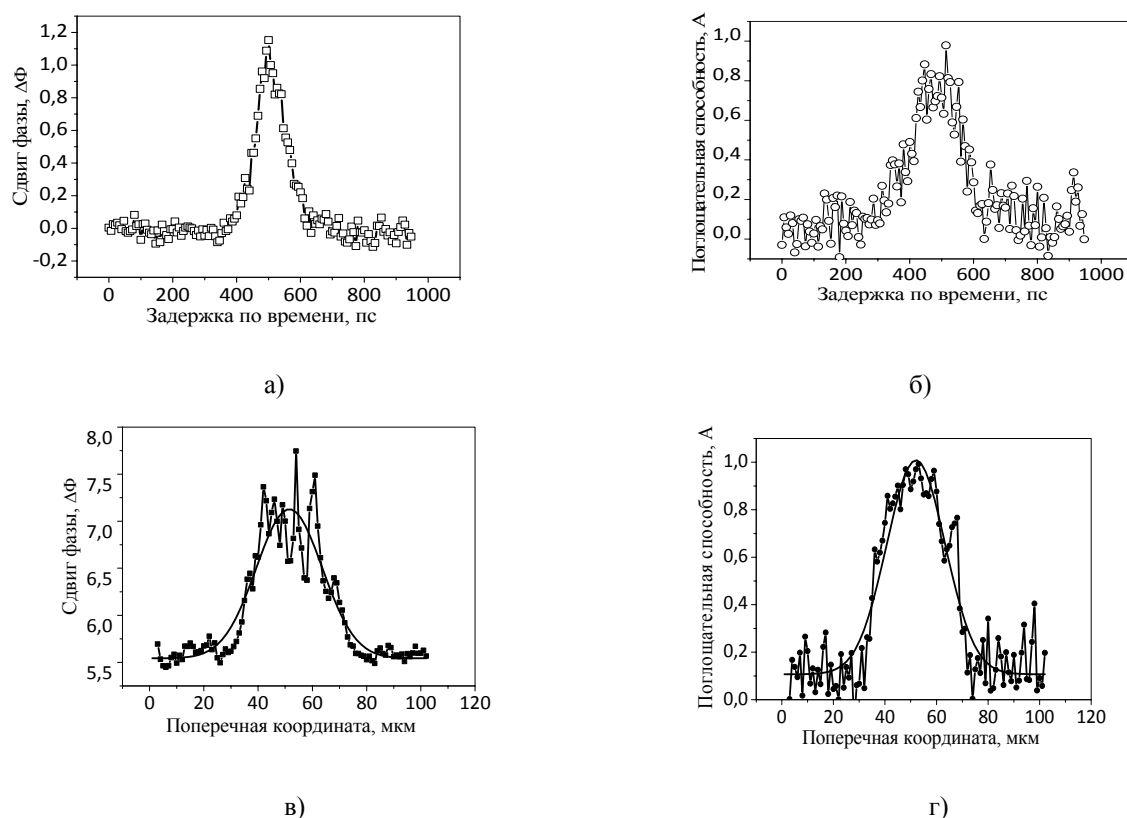 Сдвиг фазы, ΔΦ
1,2
1,0
0,8
0,6
0,4
0,2
0,0
-0,2
0 200 400 600 800 1000
Задержка по времени, пс
а)
Поглощательная способность, А
1,0
0,8
0,6
0,4
0,2
0,0
0 200 400 600 800 1000
Задержка по времени, пс
б)
Сдвиг фазы, ΔΦ
8,0
7,5
7,0
6,5
6,0
5,5
5,5
0 20 40 60 80 100 120
Поперечная координата, мкм
в)
Поглощательная способность, А
1,0
0,8
0,6
0,4
0,2
0,0
0 20 40 60 80 100 120
Поперечная координата, мкм
г)